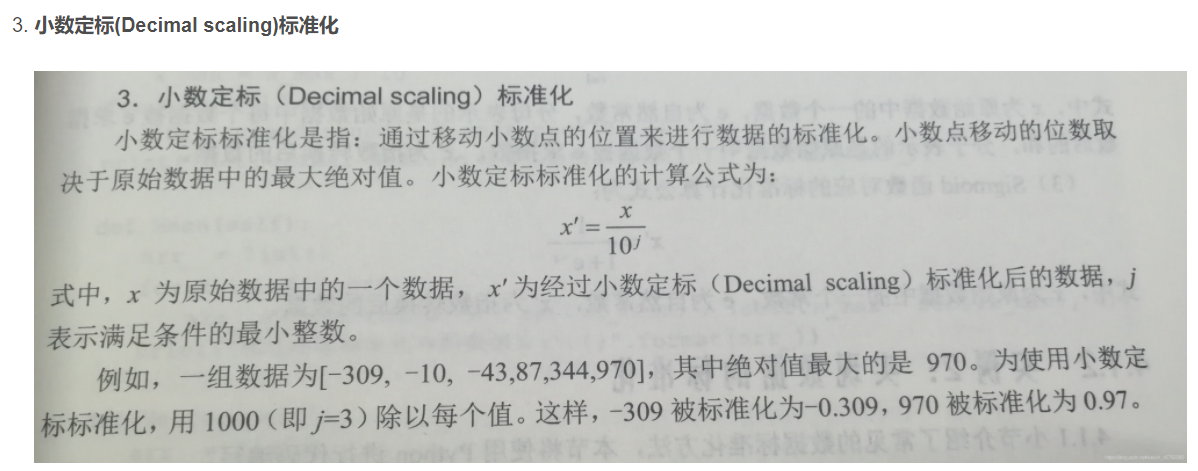 3. 小数定标(Decimal scaling)标准化
3. 小数定标（Decimal scaling）标准化
小数定标标准化是指：通过移动小数点的位置来进行数据的标准化。小数点移动的位数取
决于原始数据中的最大绝对值。小数定标标准化的计算公式为：
x′ = x / 10^j
式中，x 为原始数据中的一个数据，x′为经过小数定标（Decimal scaling）标准化后的数据，j
表示满足条件的最小整数。
例如，一组数据为[−309, −10, −43,87,344,970]，其中绝对值最大的是 970。为使用小数定
标标准化，用 1000（即 j=3）除以每个值。这样，−309 被标准化为−0.309，970 被标准化为 0.97。